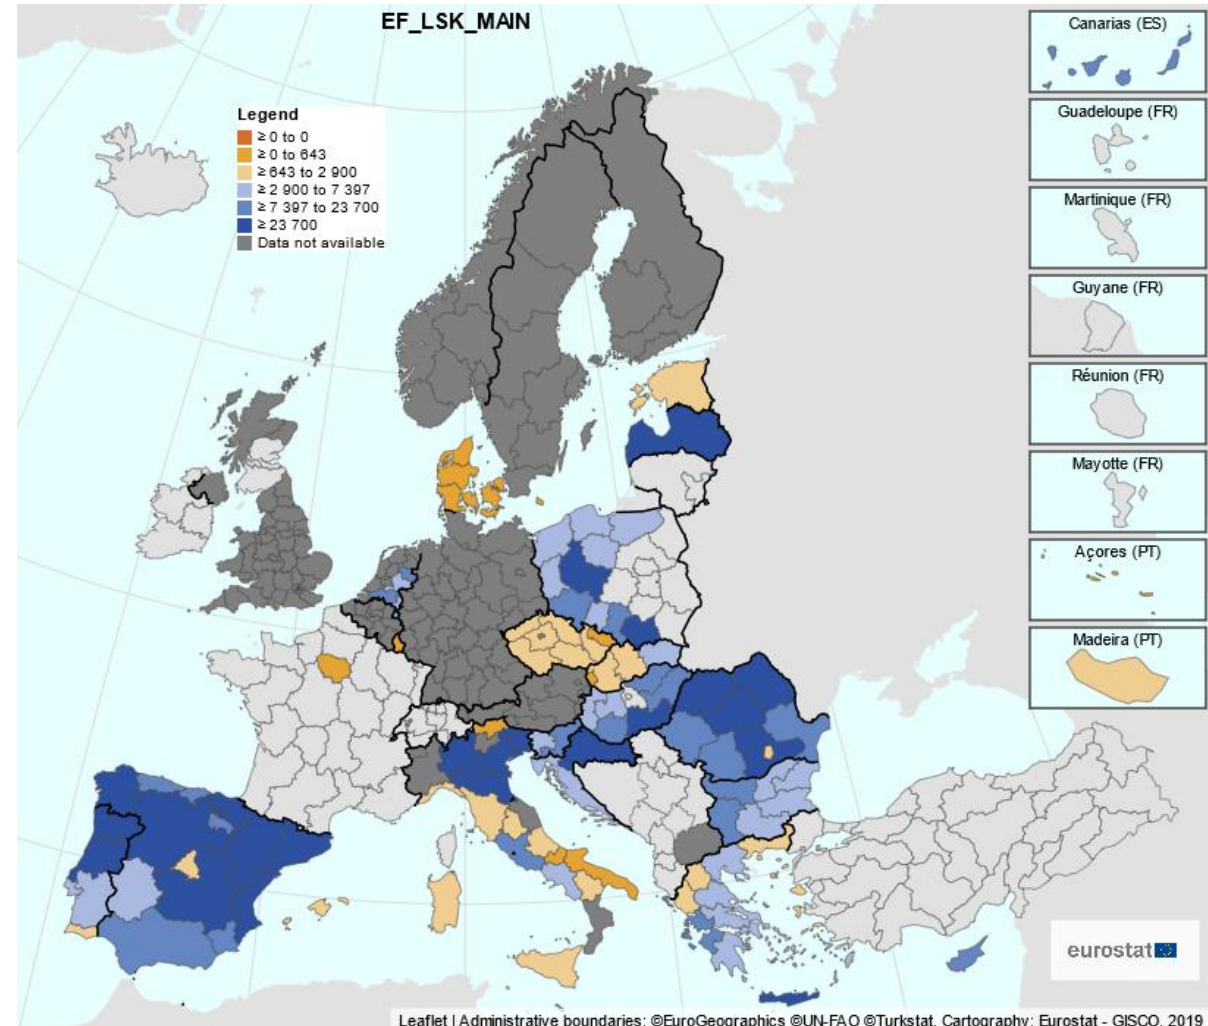 EF_LSK_MAIN
Legend
≥ 0 to 0
≥ 0 to 643
≥ 643 to 2 900
≥ 2 900 to 7 397
≥ 7 397 to 23 700
≥ 23 700
Data not available
Canarias (ES)
Guadeloupe (FR)
Martinique (FR)
Guyane (FR)
Réunion (FR)
Mayotte (FR)
Açores (PT)
Madeira (PT)
eurostat
Leaflet | Administrative boundaries: ©EuroGeographics ©UN-FAO ©Turkstat, Cartography: Eurostat - GISCO, 2019